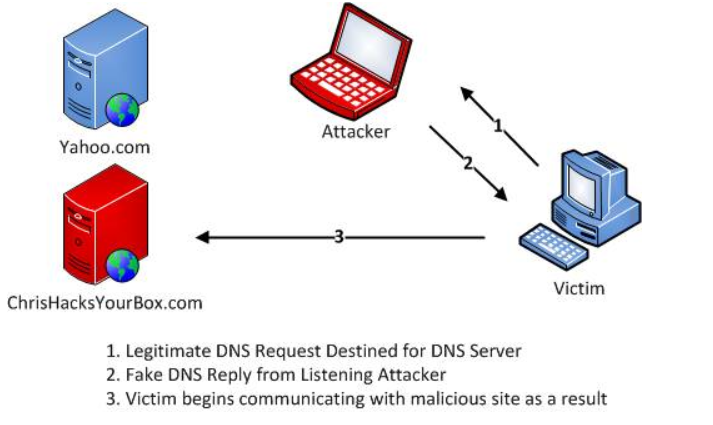 Yahoo.com
Attacker
1
2
ChrisHacksYourBox.com
3
Victim
1. Legitimate DNS Request Destined for DNS Server
2. Fake DNS Reply from Listening Attacker
3. Victim begins communicating with malicious site as a result